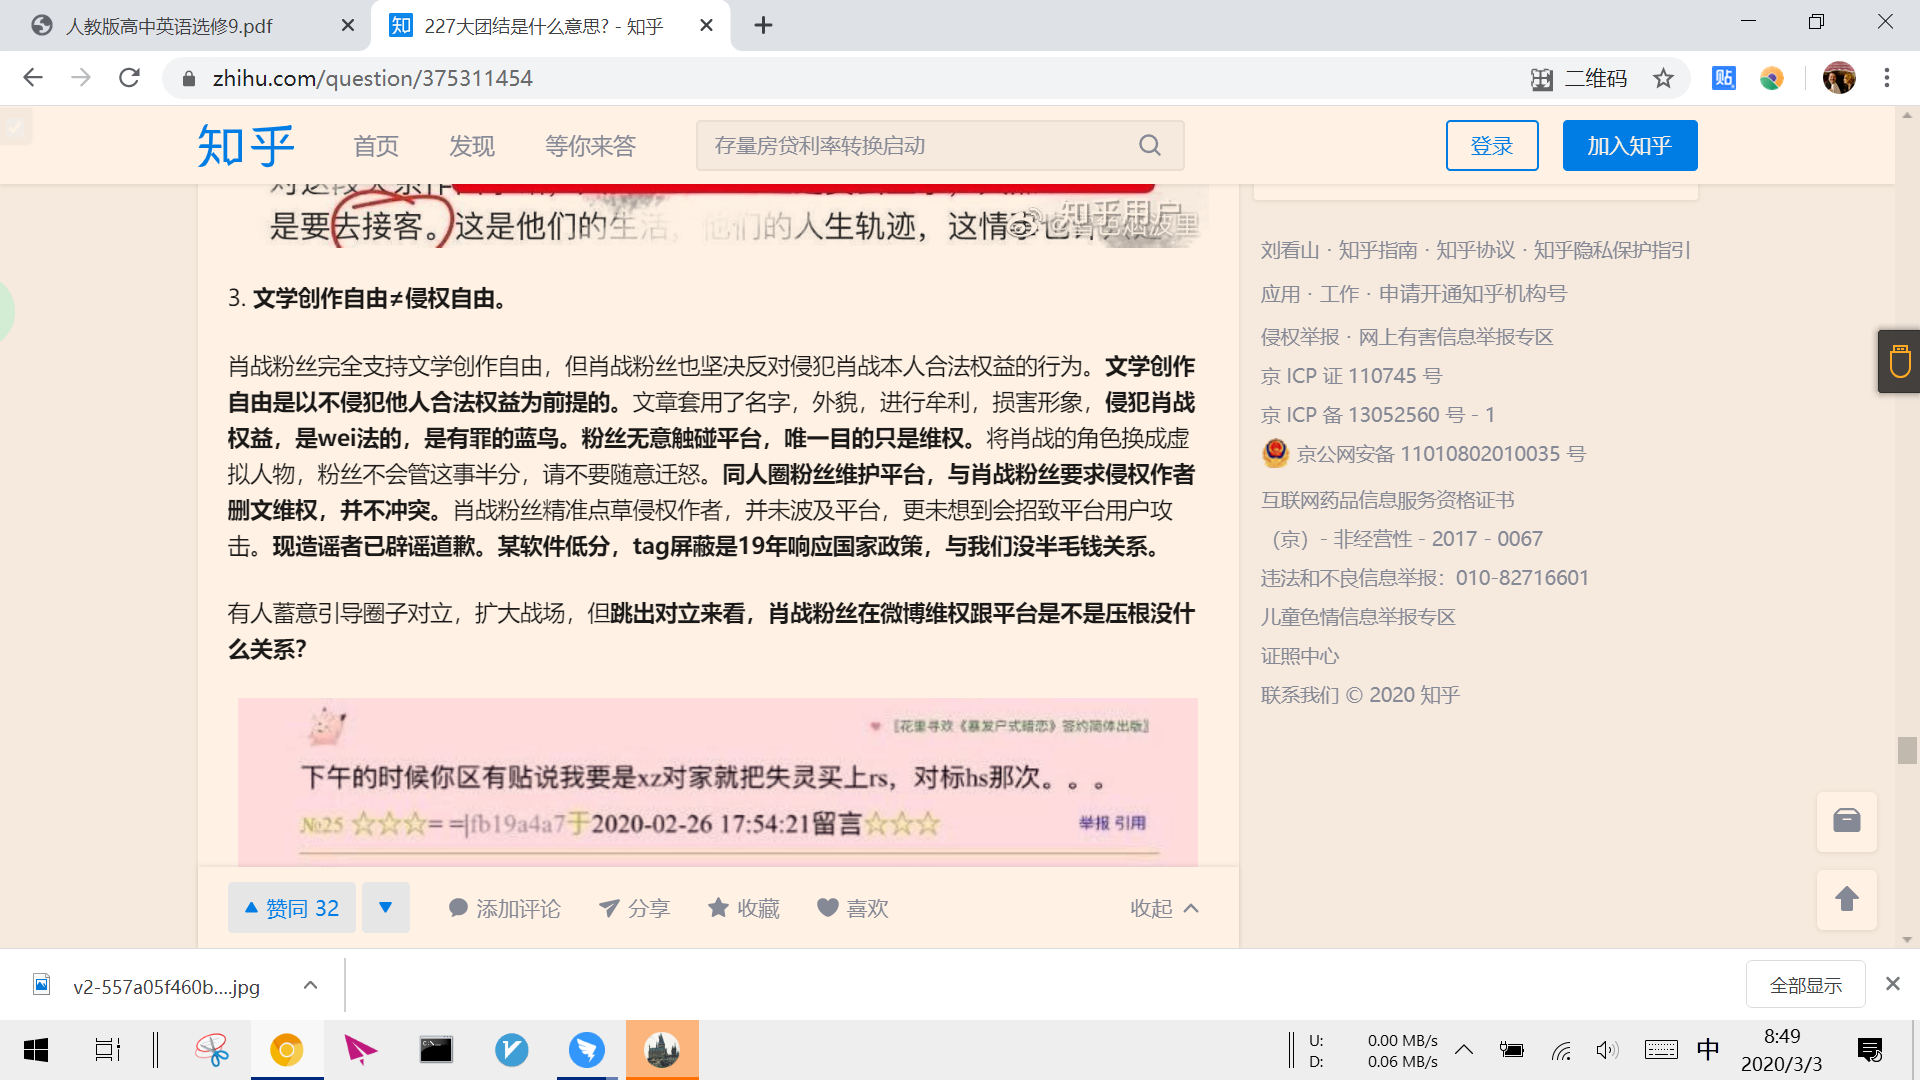 人教版高中英语选修9.pdf
227大团结是什么意思? - 知乎
zhihu.com/question/375311454
二维码
贴
知乎
首页
发现
等你来答
存量房贷利率转换启动
登录
加入知乎
是要去接客。这是他们的生活，他们的人生轨迹，这情
知乎用户
3. 文学创作自由≠侵权自由。
肖战粉丝完全支持文学创作自由，但肖战粉丝也坚决反对侵犯肖战本人合法权益的行为。文学创作
自由是以不侵犯他人合法权益为前提的。文章套用了名字，外貌，进行牟利，损害形象，侵犯肖战
权益，是wei法的，是有罪的蓝鸟。粉丝无意触碰平台，唯一目的只是维权。将肖战的角色换成虚
拟人物，粉丝不会管这事半分，请不要随意迁怒。同人圈粉丝维护平台，与肖战粉丝要求侵权作者
删文维权，并不冲突。肖战粉丝精准点草侵权作者，并未波及平台，更未想到会招致平台用户攻
击。现造谣者已辟谣道歉。某软件低分，tag屏蔽是19年响应国家政策，与我们没半毛钱关系。
有人蓄意引导圈子对立，扩大战场，但跳出对立来看，肖战粉丝在微博维权跟平台是不是压根没什
么关系?
〖花里寻欢《暴发户式暗恋》签约简体出版〗
下午的时候你区有贴说我要是xz对家就把失灵买上rs，对标hs那次。。。
№25 ☆☆☆= =|fb19a4a7于2020-02-26 17:54:21留言☆☆☆
举报 引用
赞同 32
添加评论
分享
收藏
喜欢
收起
刘看山 · 知乎指南 · 知乎协议 · 知乎隐私保护指引
应用 · 工作 · 申请开通知乎机构号
侵权举报 · 网上有害信息举报专区
京 ICP 证 110745 号
京 ICP 备 13052560 号 - 1
京公网安备 11010802010035 号
互联网药品信息服务资格证书
（京）- 非经营性 - 2017 - 0067
违法和不良信息举报：010-82716601
儿童色情信息举报专区
证照中心
联系我们 © 2020 知乎
v2-557a05f460b....jpg
全部显示
U: 0.00 MB/s
D: 0.06 MB/s
中
8:49
2020/3/3